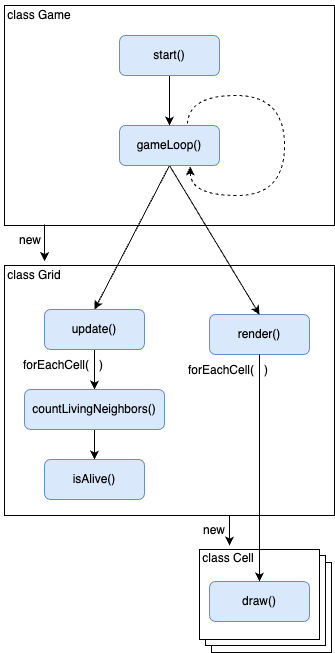 class Game
start()
gameLoop()
new
class Grid
update()
render()
forEachCell( )
forEachCell( )
countLivingNeighbors()
isAlive()
new
class Cell
draw()